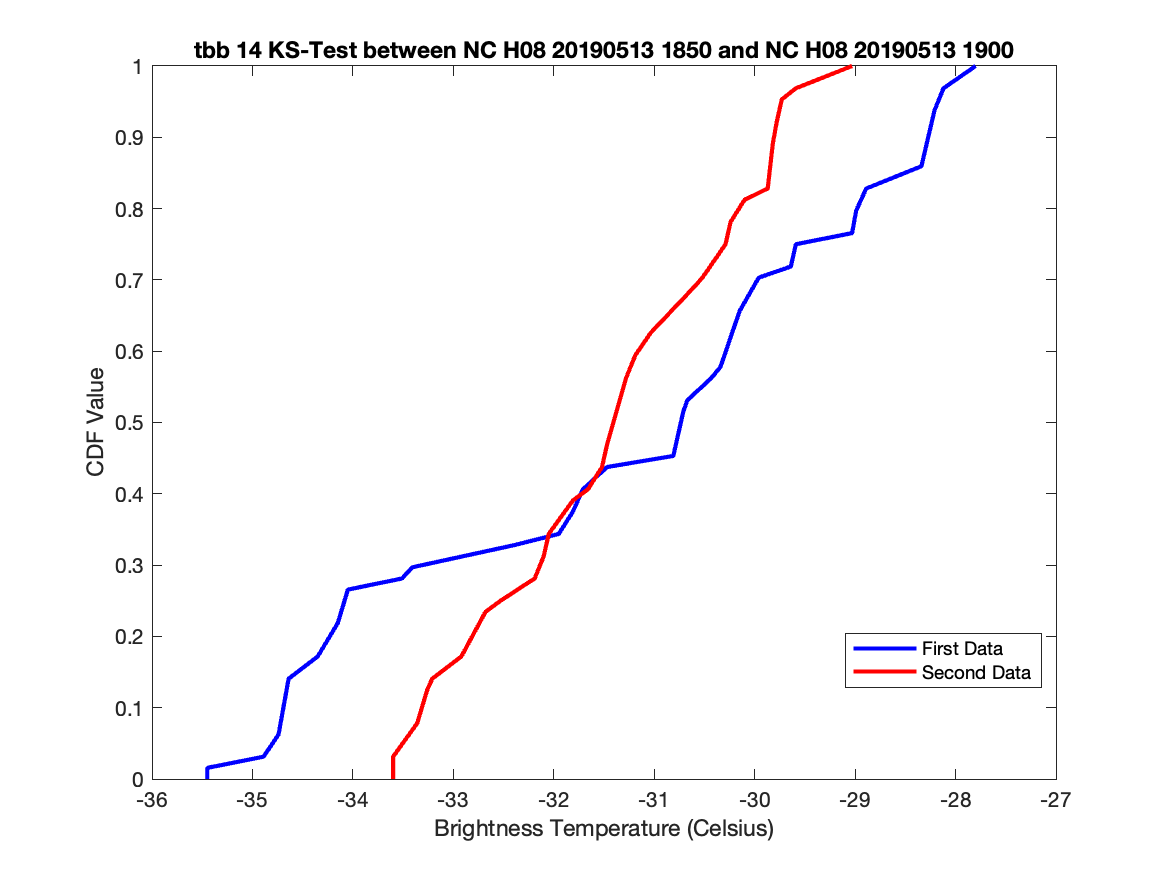 tbb 14 KS-Test between NC H08 20190513 1850 and NC H08 20190513 1900
1
0.9
0.8
0.7
0.6
0.5
0.4
0.3
0.2
0.1
0
CDF Value
First Data
Second Data
-36 -35 -34 -33 -32 -31 -30 -29 -28 -27
Brightness Temperature (Celsius)